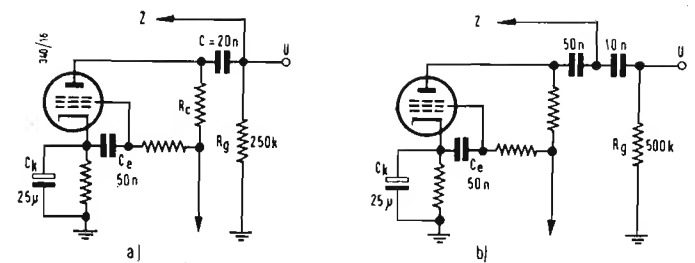 340/16
Z
C = 20n
U
Rc
Rg
250k
Ck
25μ
Ce
50n
a)
Z
50n
10n
U
Rg
500k
Ck
25μ
Ce
50n
b)